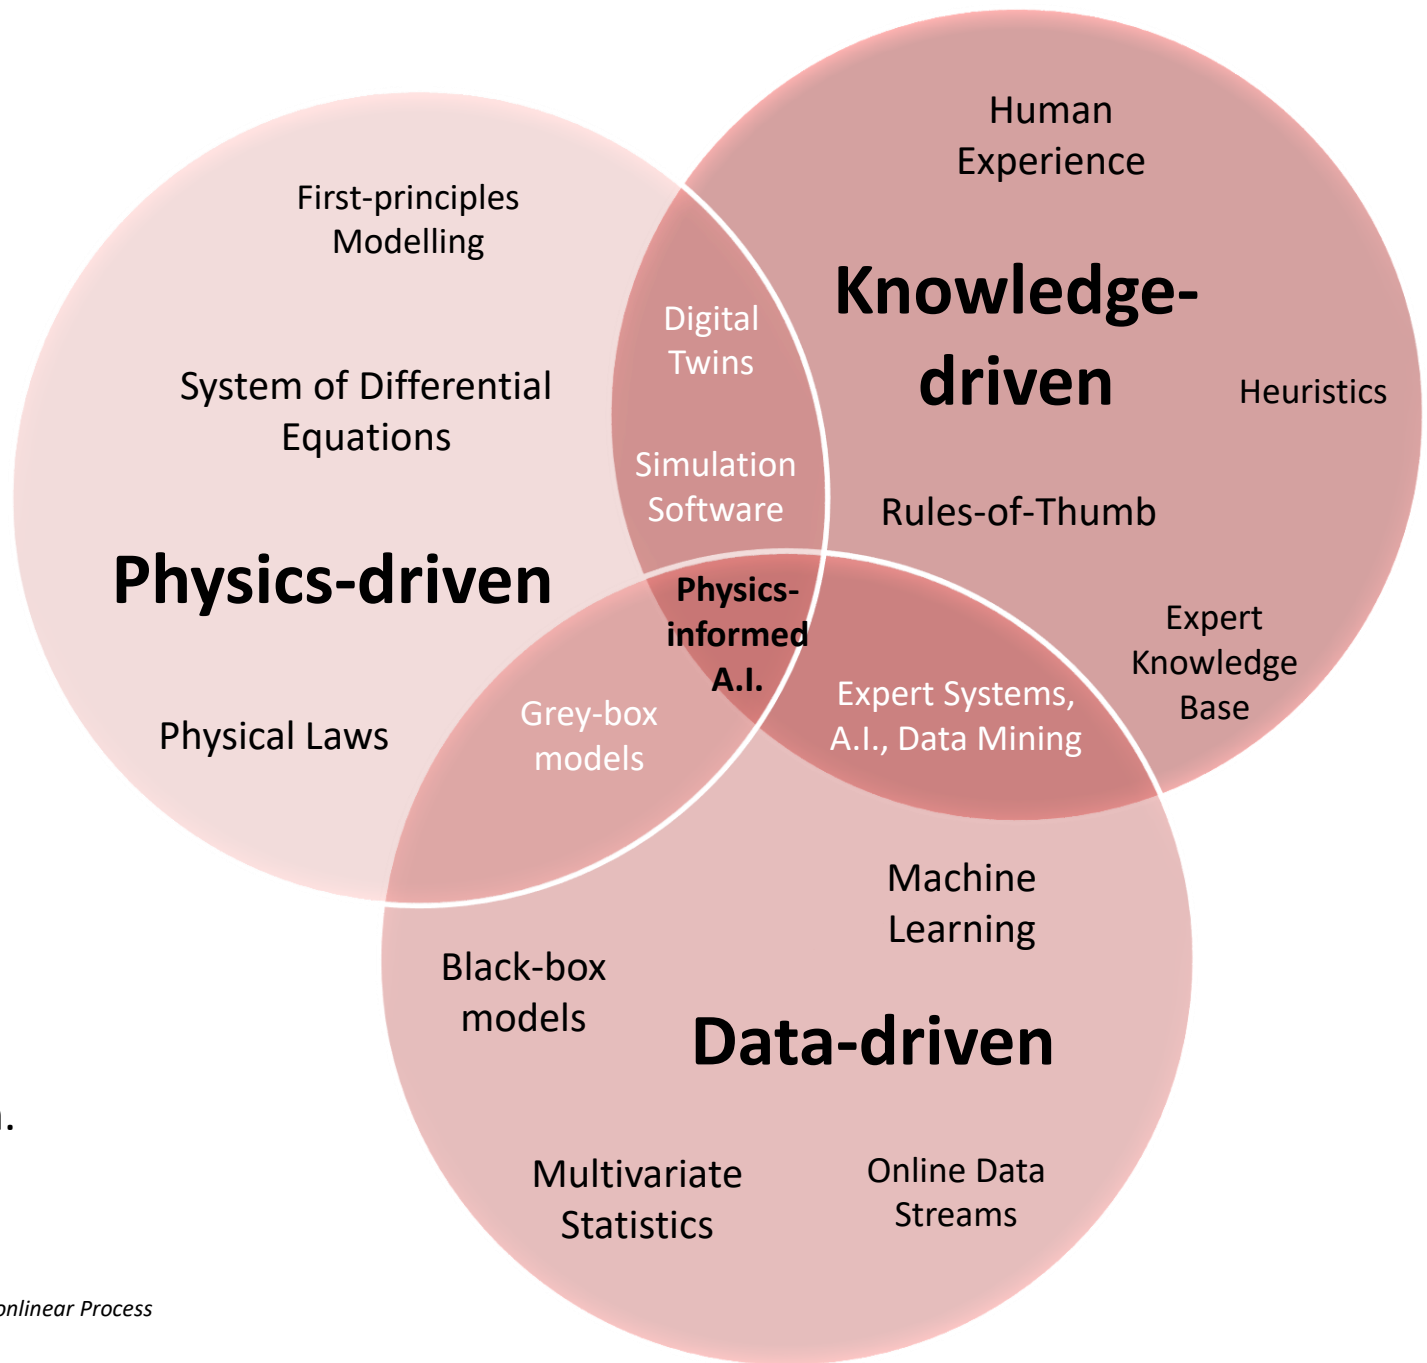 Human
Experience
First-principles
Modelling
Knowledge-
driven
Digital
Twins
System of Differential
Equations
Heuristics
Simulation
Software
Rules-of-Thumb
Physics-driven
Physics-
informed
A.I.
Expert
Knowledge
Base
Physical Laws
Grey-box
models
Expert Systems,
A.I., Data Mining
Machine
Learning
Black-box
models
Data-driven
Multivariate
Statistics
Online Data
Streams
onlinear Process